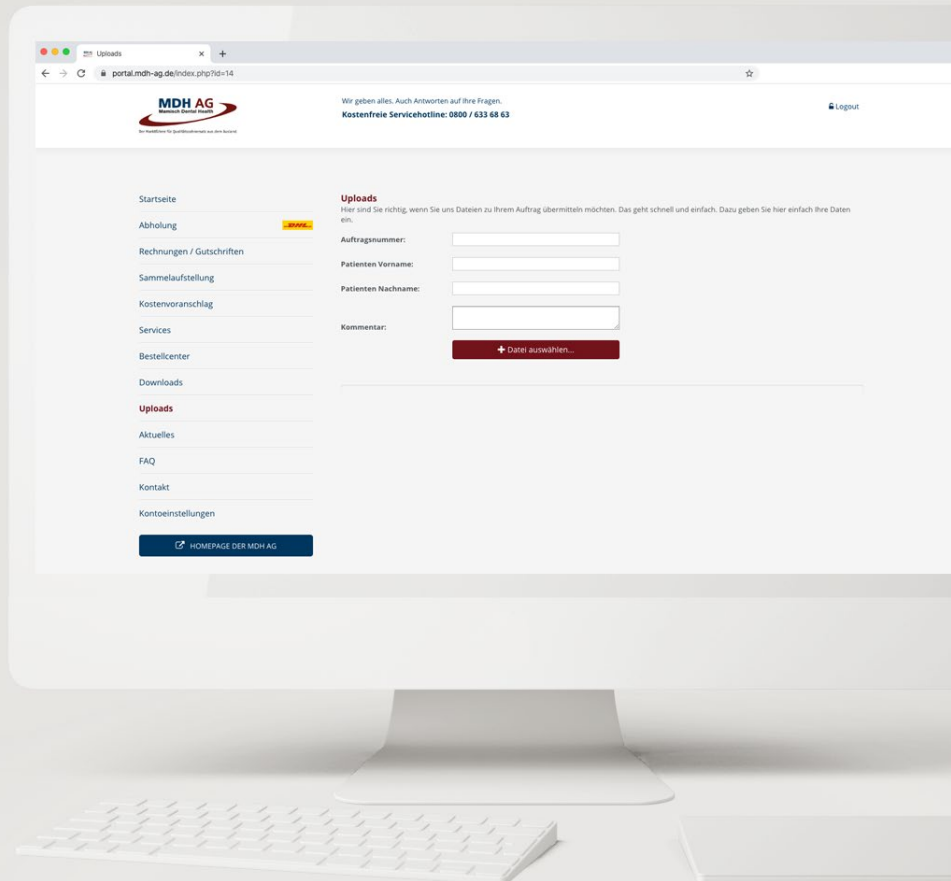 Uploads
portal.mdh-ag.de/index.php?id=14
MDH AG
Mamisch Dental Health
Wir geben alles. Auch Antworten auf Ihre Fragen.
Kostenfreie Servicehotline: 0800 / 633 68 63
Logout
Startseite
Abholung
Rechnungen / Gutschriften
Sammelaufstellung
Kostenvoranschlag
Services
Bestellcenter
Downloads
Uploads
Aktuelles
FAQ
Kontakt
Kontoeinstellungen
HOMEPAGE DER MDH AG
Uploads
Hier sind Sie richtig, wenn Sie uns Dateien zu Ihrem Auftrag übermitteln möchten. Das geht schnell und einfach. Dazu geben Sie hier einfach Ihre Daten
ein.
Auftragsnummer:
Patienten Vorname:
Patienten Nachname:
Kommentar:
Datei auswählen...